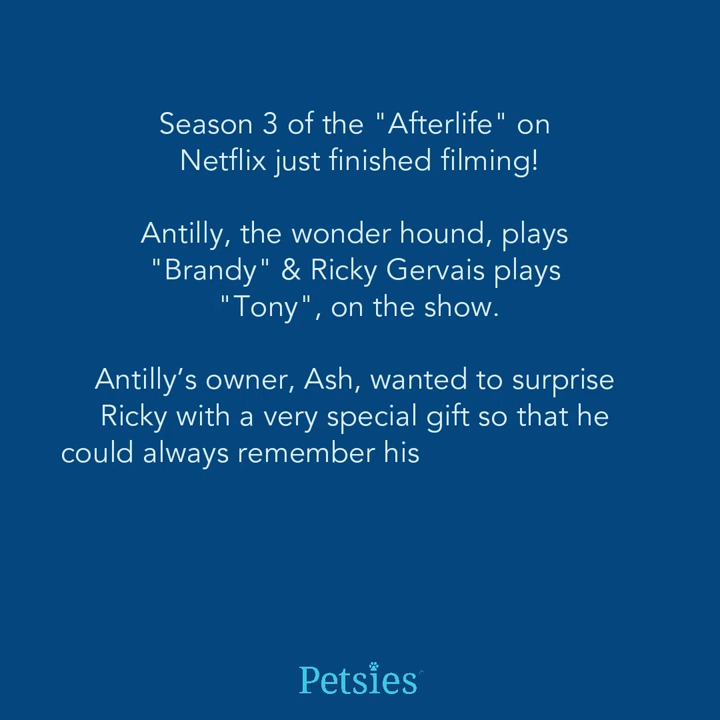 Season 3 of the "Afterlife" on
Netflix just finished filming!
Antilly, the wonder hound, plays
"Brandy" & Ricky Gervais plays
"Tony", on the show.
Antilly’s owner, Ash, wanted to surprise
Ricky with a very special gift so that he
could always remember his
Petsies